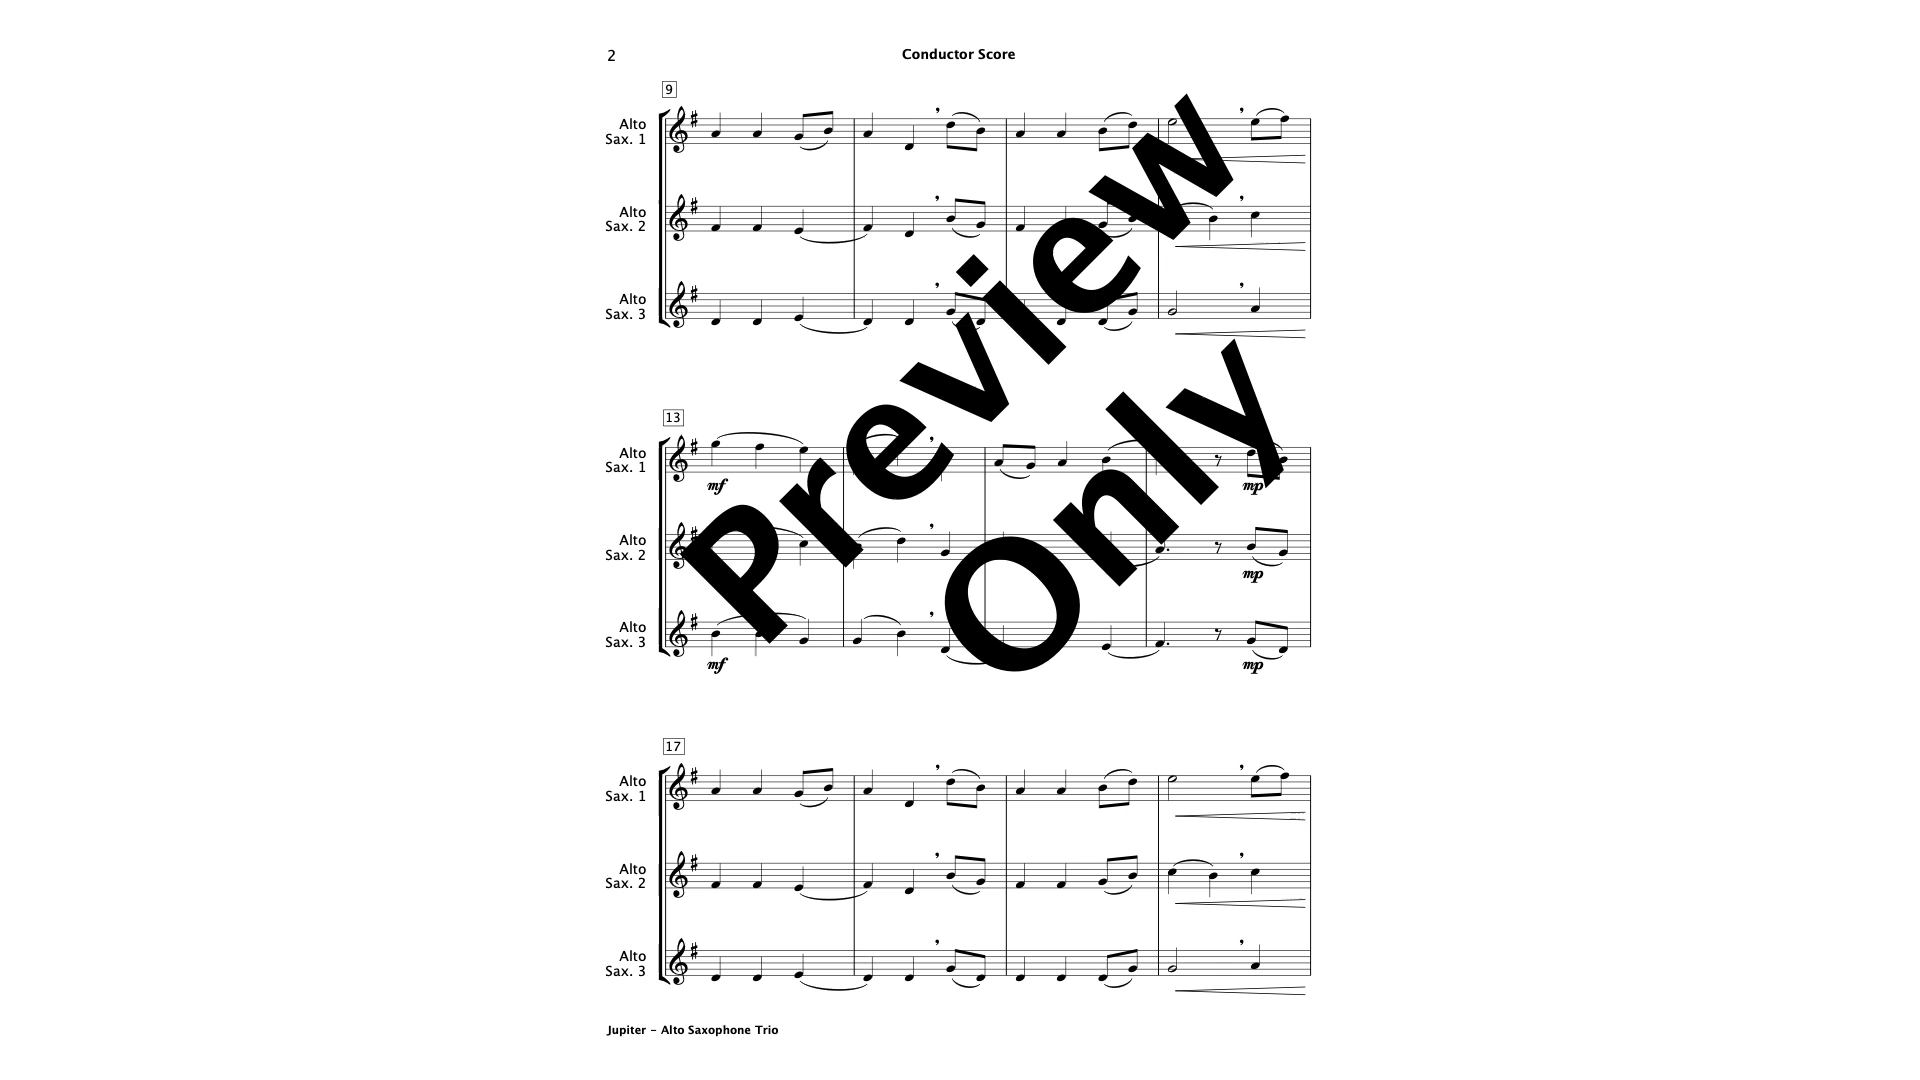 2
Conductor Score
9
Alto
Sax. 1
Alto
Sax. 2
Alto
Sax. 3
13
Alto
Sax. 1
mf
mp
Alto
Sax. 2
mp
Alto
Sax. 3
mf
mp
17
Alto
Sax. 1
Alto
Sax. 2
Alto
Sax. 3
Jupiter – Alto Saxophone Trio
Preview
Only